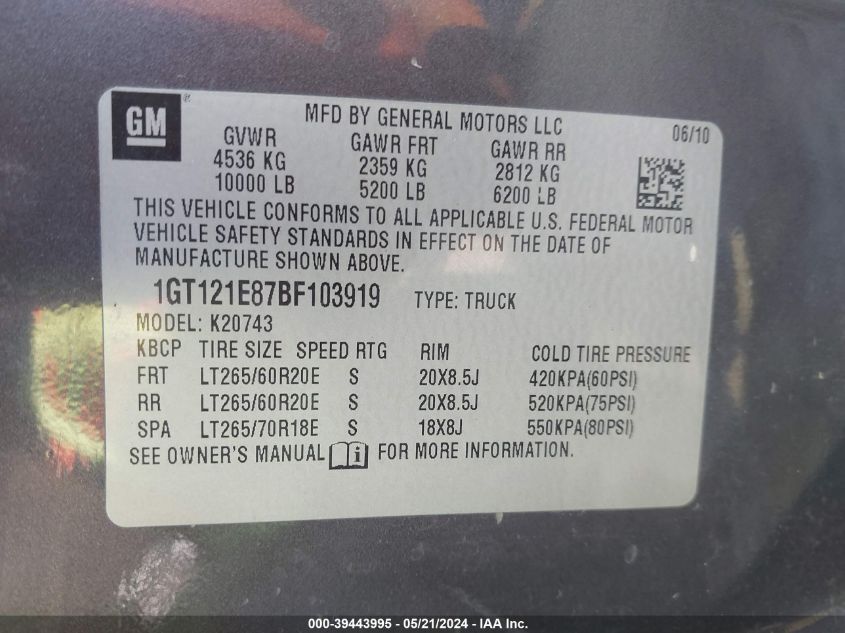 GM ®
MFD BY GENERAL MOTORS LLC 06/10
GVWR GAWR FRT GAWR RR
4536 KG 2359 KG 2812 KG
10000 LB 5200 LB 6200 LB
THIS VEHICLE CONFORMS TO ALL APPLICABLE U.S. FEDERAL MOTOR
VEHICLE SAFETY STANDARDS IN EFFECT ON THE DATE OF
MANUFACTURE SHOWN ABOVE.
1GT121E87BF103919 TYPE: TRUCK
MODEL: K20743
KBCP TIRE SIZE SPEED RTG RIM COLD TIRE PRESSURE
FRT LT265/60R20E S 20X8.5J 420KPA(60PSI)
RR LT265/60R20E S 20X8.5J 520KPA(75PSI)
SPA LT265/70R18E S 18X8J 550KPA(80PSI)
SEE OWNER'S MANUAL i FOR MORE INFORMATION.
000-39443995 - 05/21/2024 - IAA Inc.